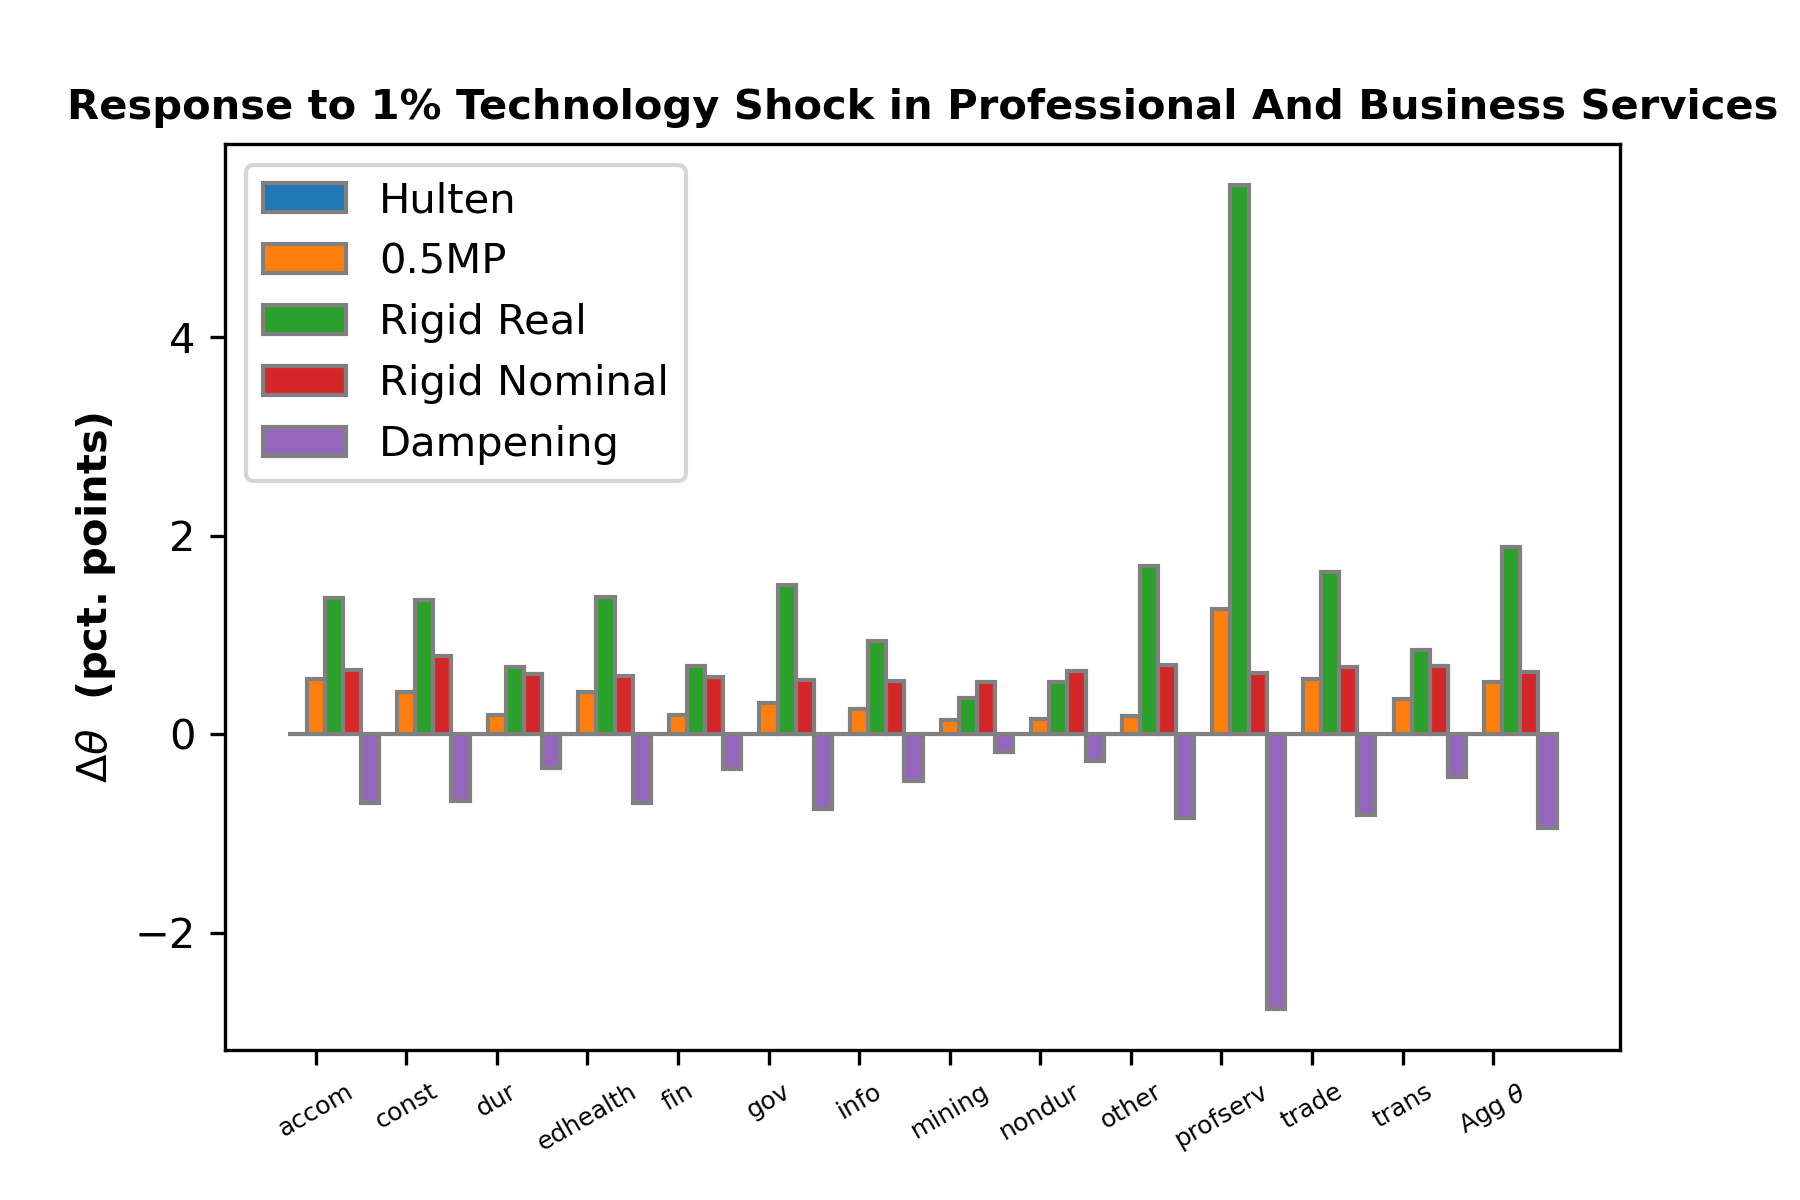 Response to 1% Technology Shock in Professional And Business Services
Hulten
0.5MP
Rigid Real
Rigid Nominal
Dampening
Δθ (pct. points)
4
2
0
−2
accom
const
dur
edhealth
fin
gov
info
mining
nondur
other
profserv
trade
trans
Agg θ